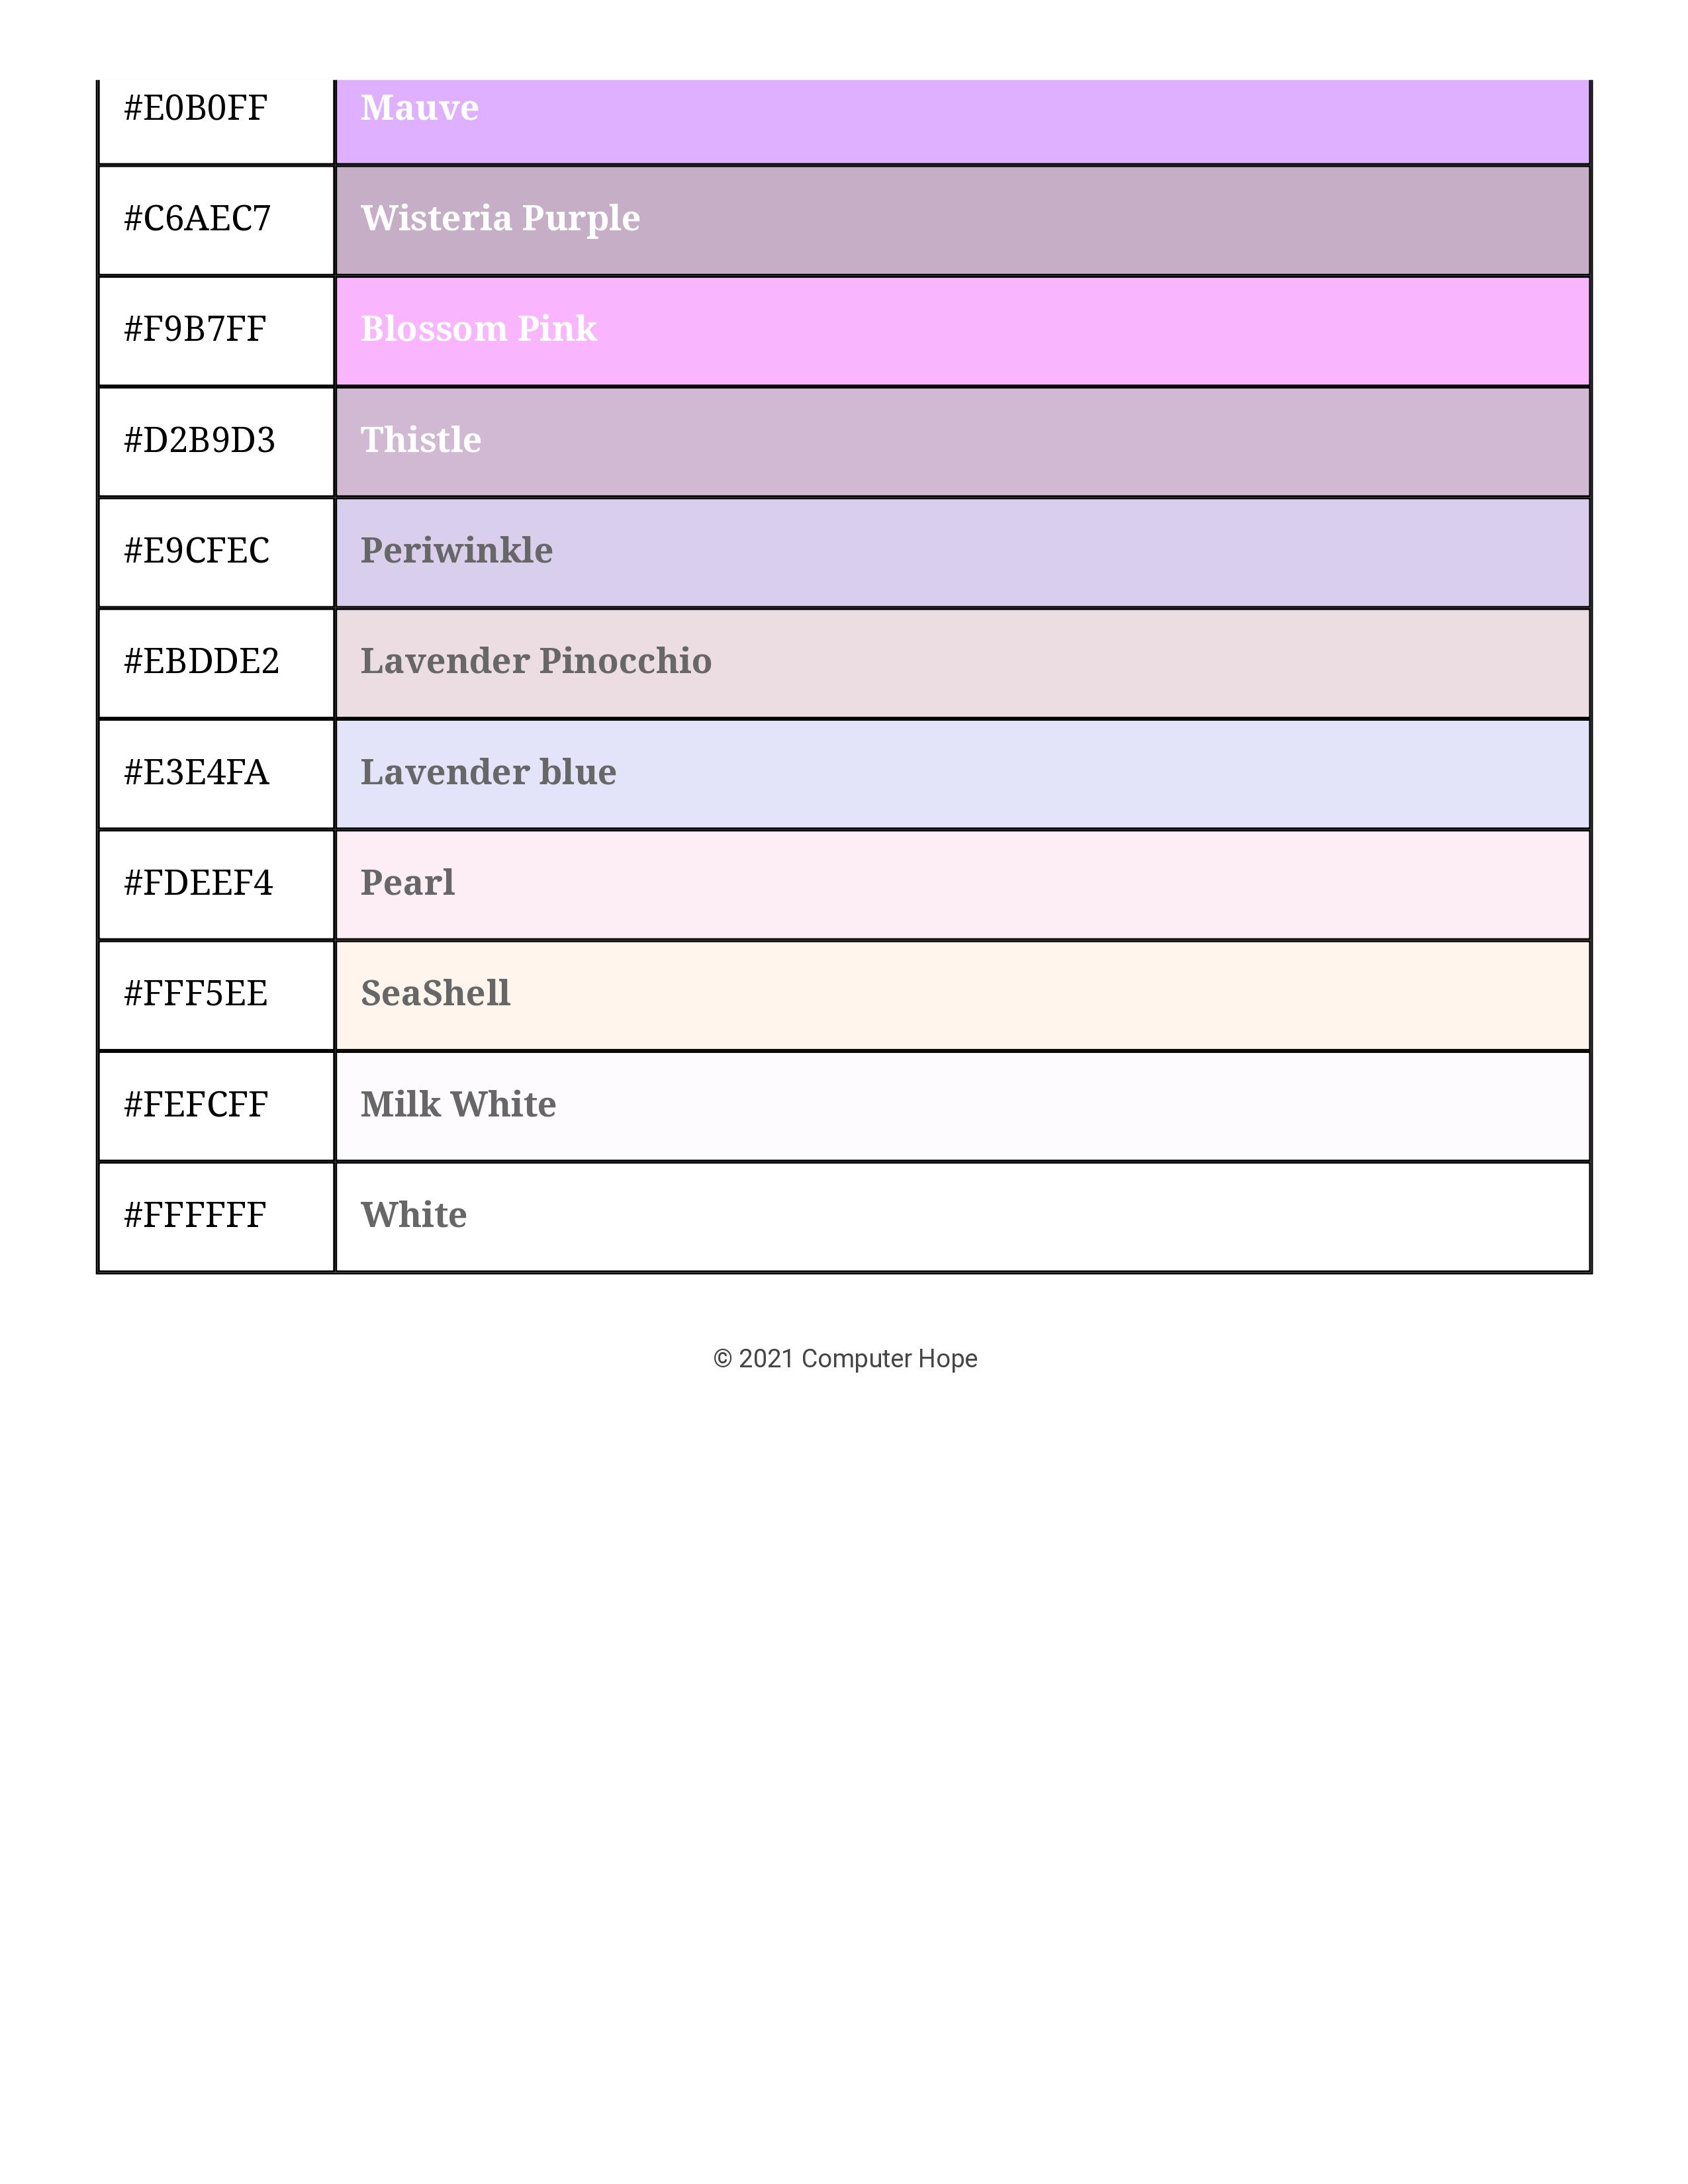 #E0B0FF Mauve
#C6AEC7 Wisteria Purple
#F9B7FF Blossom Pink
#D2B9D3 Thistle
#E9CFEC Periwinkle
#EBDDE2 Lavender Pinocchio
#E3E4FA Lavender blue
#FDEEF4 Pearl
#FFF5EE SeaShell
#FEFCFF Milk White
#FFFFFF White
© 2021 Computer Hope